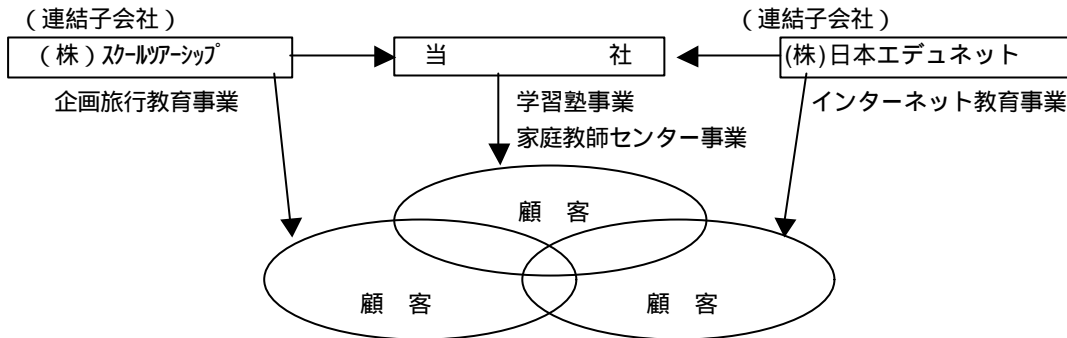 (連結子会社)
(連結子会社)
(株)ｽｸｰﾙﾂｱｰｼｯﾌﾟ
当　社
(株)日本エデュネット
企画旅行教育事業
学習塾事業
インターネット教育事業
家庭教師センター事業
顧　客
顧　客
顧　客